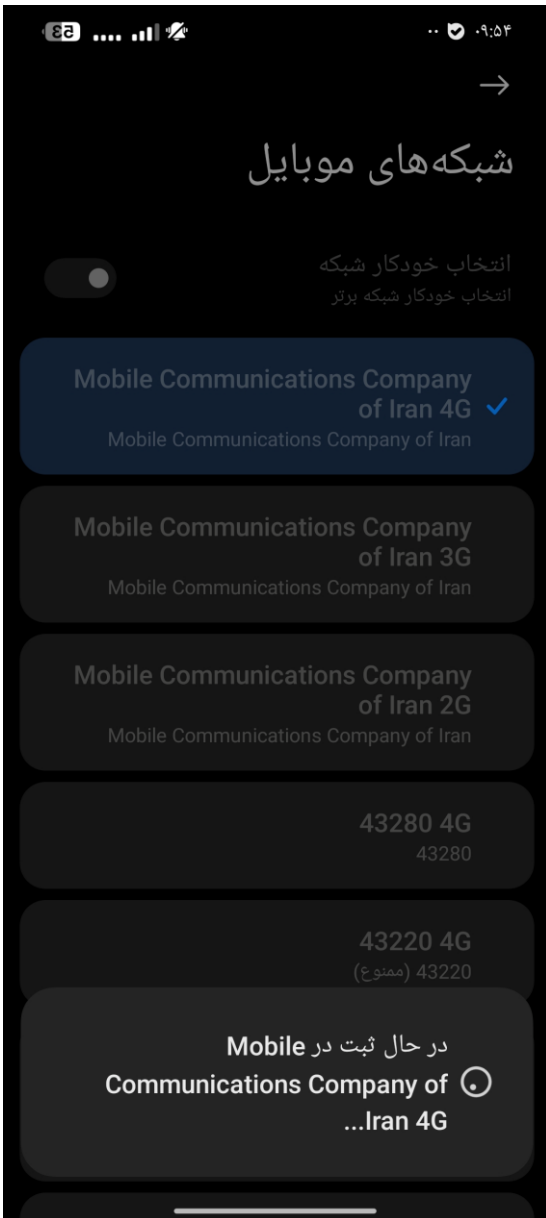 53
۰۹:۵۴
شبکه‌های موبایل
انتخاب خودکار شبکه
انتخاب خودکار شبکه برتر
Mobile Communications Company
of Iran 4G
Mobile Communications Company of Iran
Mobile Communications Company
of Iran 3G
Mobile Communications Company of Iran
Mobile Communications Company
of Iran 2G
Mobile Communications Company of Iran
43280 4G
43280
43220 4G
43220 (ممنوع)
در حال ثبت در Mobile
Communications Company of
Iran 4G...